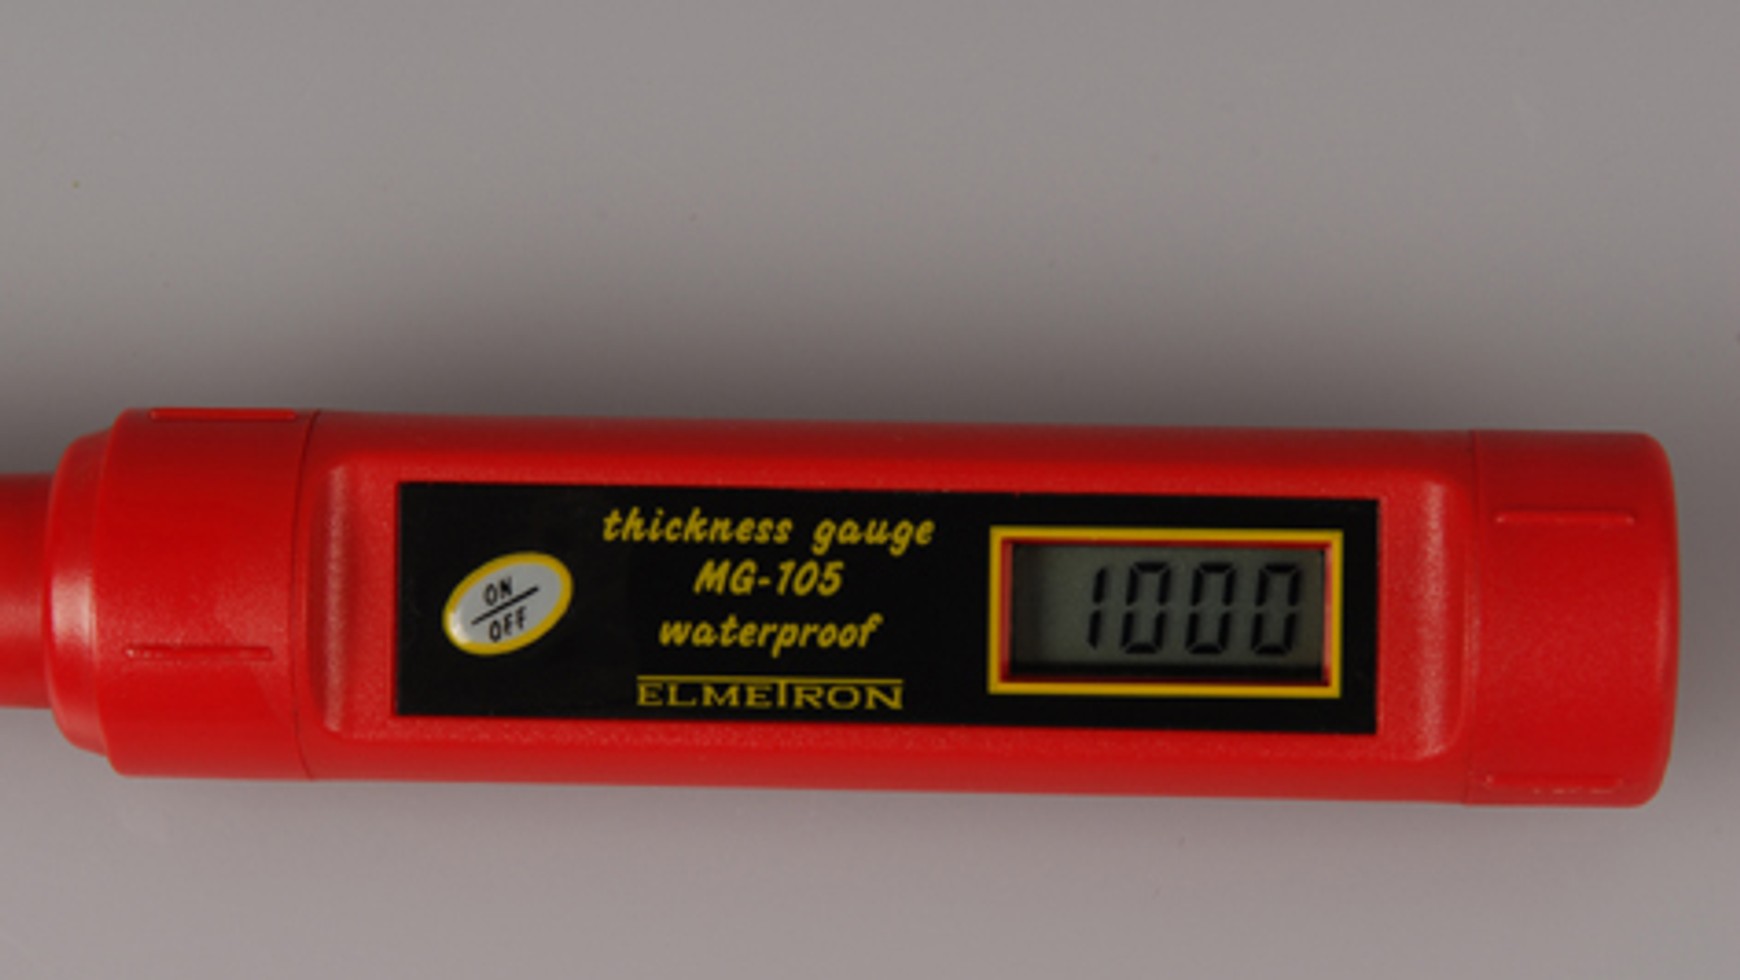 ON
OFF
thickness gauge
MG-105
waterproof
ELMETRON
1000